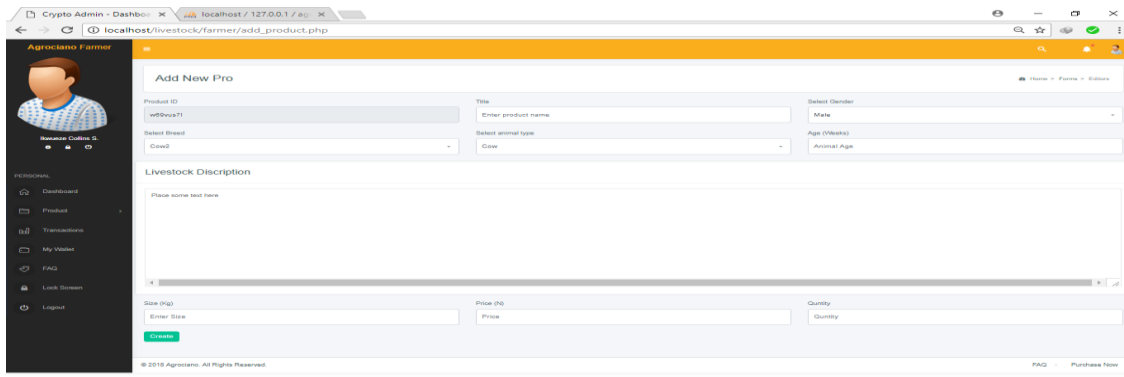 Crypto Admin - Dashbo
localhost / 127.0.0.1 / ag
localhost/livestock/farmer/add_product.php
Agrociano Farmer
Add New Pro
Home > Forms > Editors
Ikwueze Collins S.
Product ID Title Select Gender
Enter product name Male
Select Breed Select animal type Age (Weeks)
Cow2 Cow Animal Age
PERSONAL
Dashboard
Product
Transactions
My Wallet
FAQ
Lock Screen
Logout
Livestock Discription
Place some text here
Size (Kg) Price (N) Quntity
Enter Size Price Quntity
Create
© 2018 Agrociano. All Rights Reserved.
FAQ Purchase Now